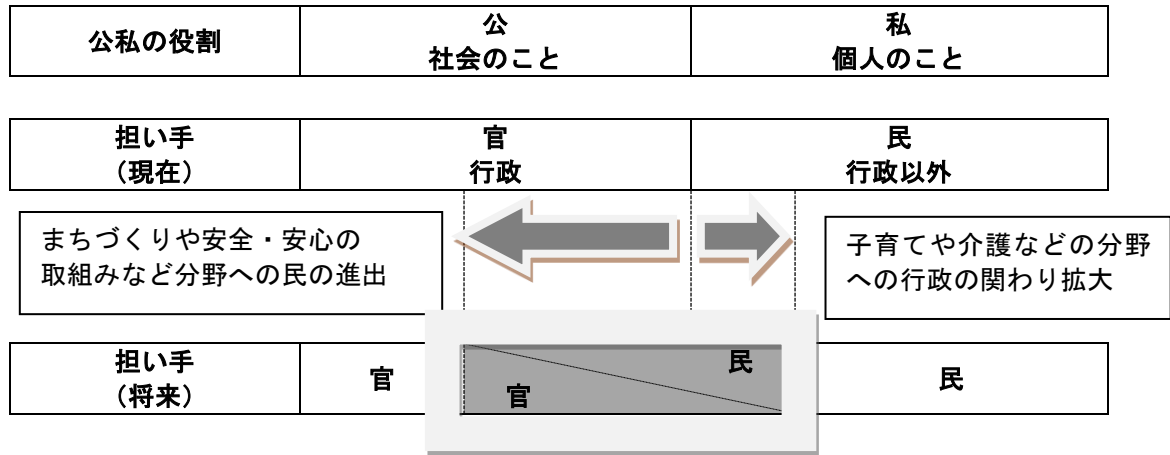 公私の役割
公
社会のこと
私
個人のこと
担い手
（現在）
官
行政
民
行政以外
まちづくりや安全・安心の
取組みなど分野への民の進出
子育てや介護などの分野
への行政の関わり拡大
担い手
（将来）
官
民
官
民